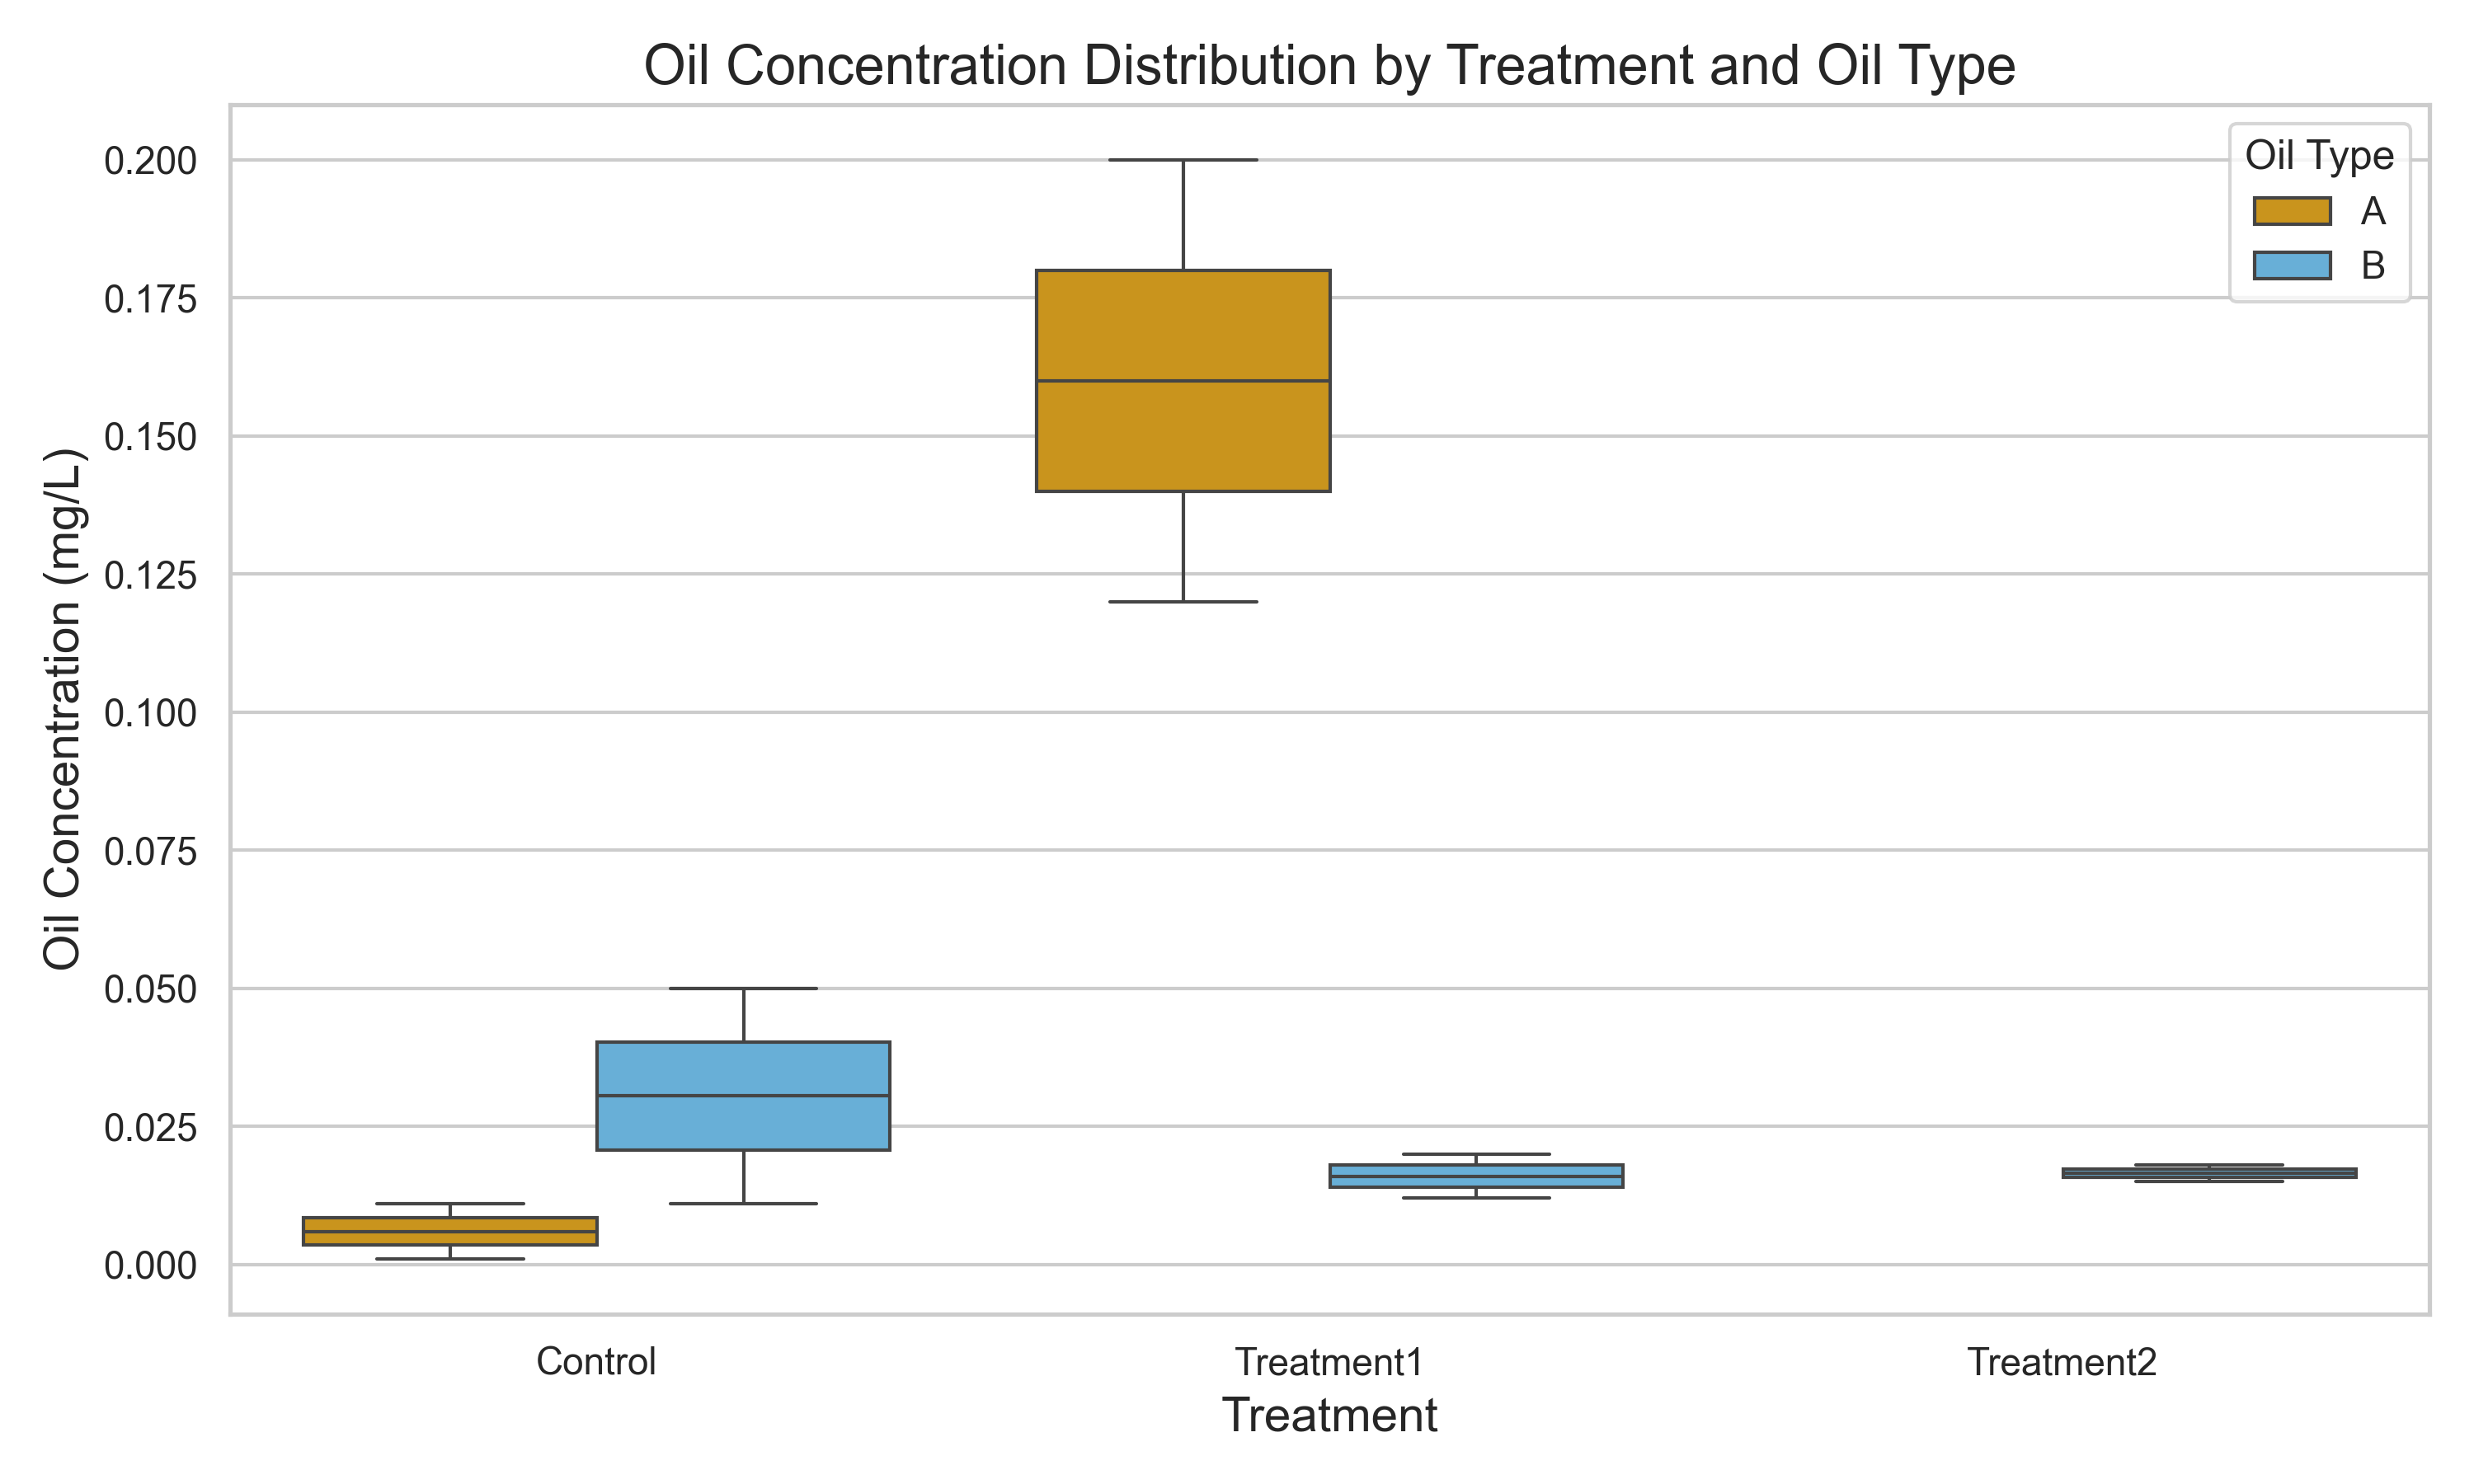 Oil Concentration Distribution by Treatment and Oil Type
Oil Type
A
B
Oil Concentration (mg/L)
0.200
0.175
0.150
0.125
0.100
0.075
0.050
0.025
0.000
Control
Treatment1
Treatment2
Treatment